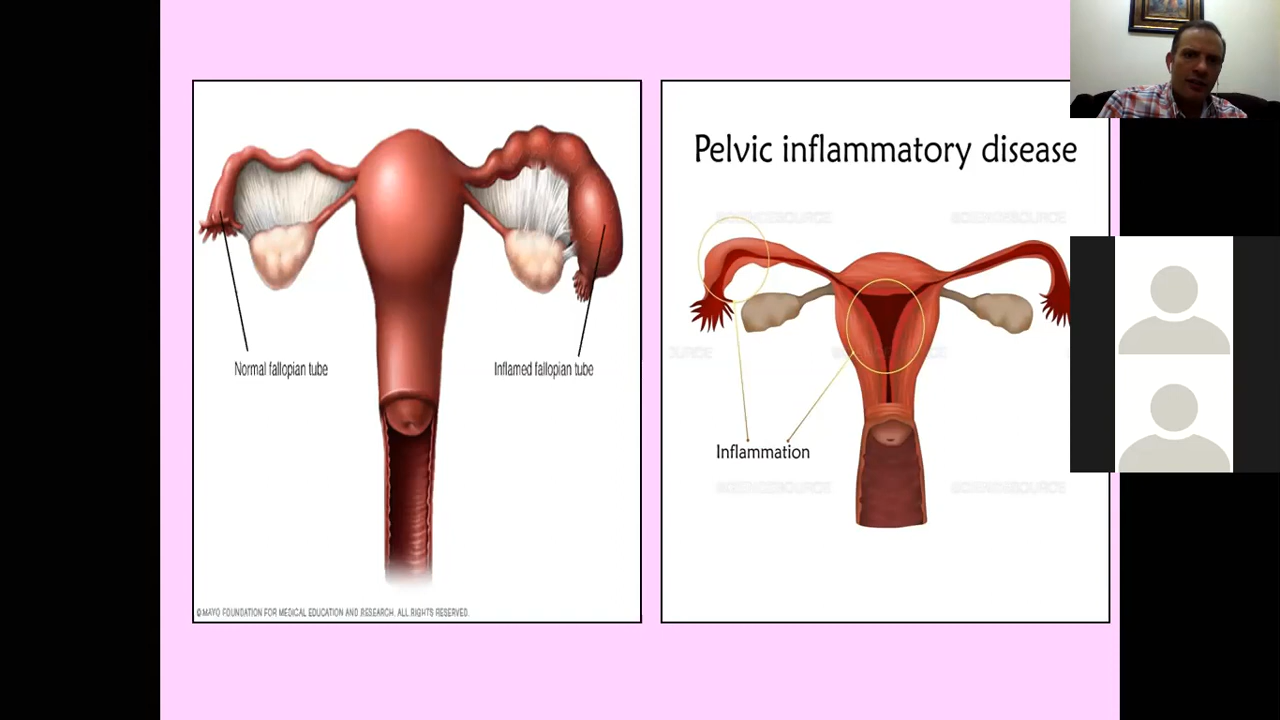 Normal fallopian tube
Inflamed fallopian tube
©MAYO FOUNDATION FOR MEDICAL EDUCATION AND RESEARCH. ALL RIGHTS RESERVED.
Pelvic inflammatory disease
Inflammation